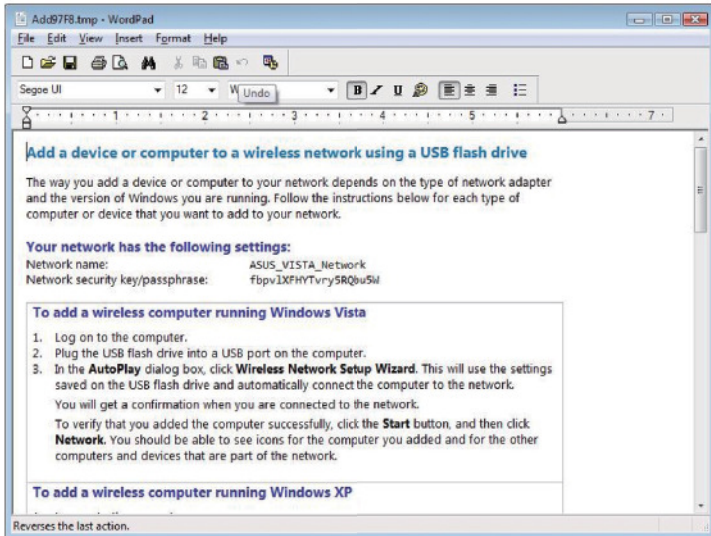 Add97F8.tmp - WordPad
File Edit View Insert Format Help
Segoe UI 12 W
Undo
1 2 3 4 5 7
Add a device or computer to a wireless network using a USB flash drive
The way you add a device or computer to your network depends on the type of network adapter
and the version of Windows you are running. Follow the instructions below for each type of
computer or device that you want to add to your network.
Your network has the following settings:
Network name: ASUS_VISTA_Network
Network security key/passphrase: fbpvlXFHYTvry5RQbu5W
To add a wireless computer running Windows Vista
1. Log on to the computer.
2. Plug the USB flash drive into a USB port on the computer.
3. In the AutoPlay dialog box, click Wireless Network Setup Wizard. This will use the settings
saved on the USB flash drive and automatically connect the computer to the network.
You will get a confirmation when you are connected to the network.
To verify that you added the computer successfully, click the Start button, and then click
Network. You should be able to see icons for the computer you added and for the other
computers and devices that are part of the network.
To add a wireless computer running Windows XP
Reverses the last action.